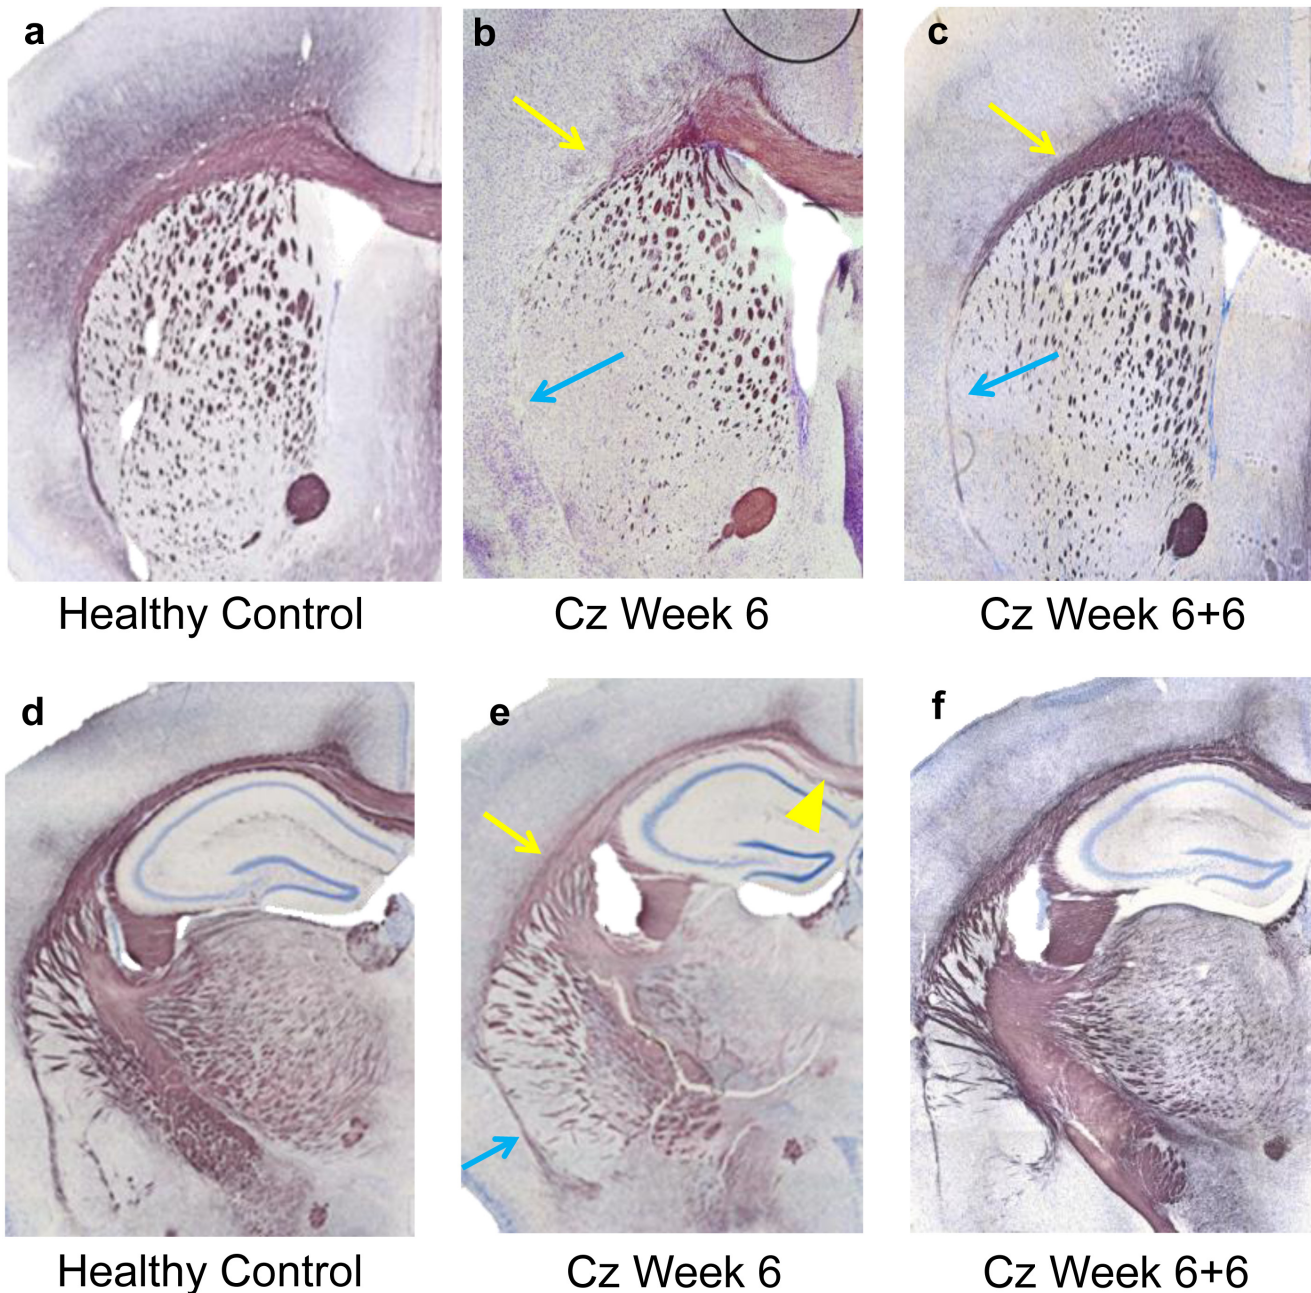 a
b
c
Healthy Control
Cz Week 6
Cz Week 6+6
d
e
f
Healthy Control
Cz Week 6
Cz Week 6+6